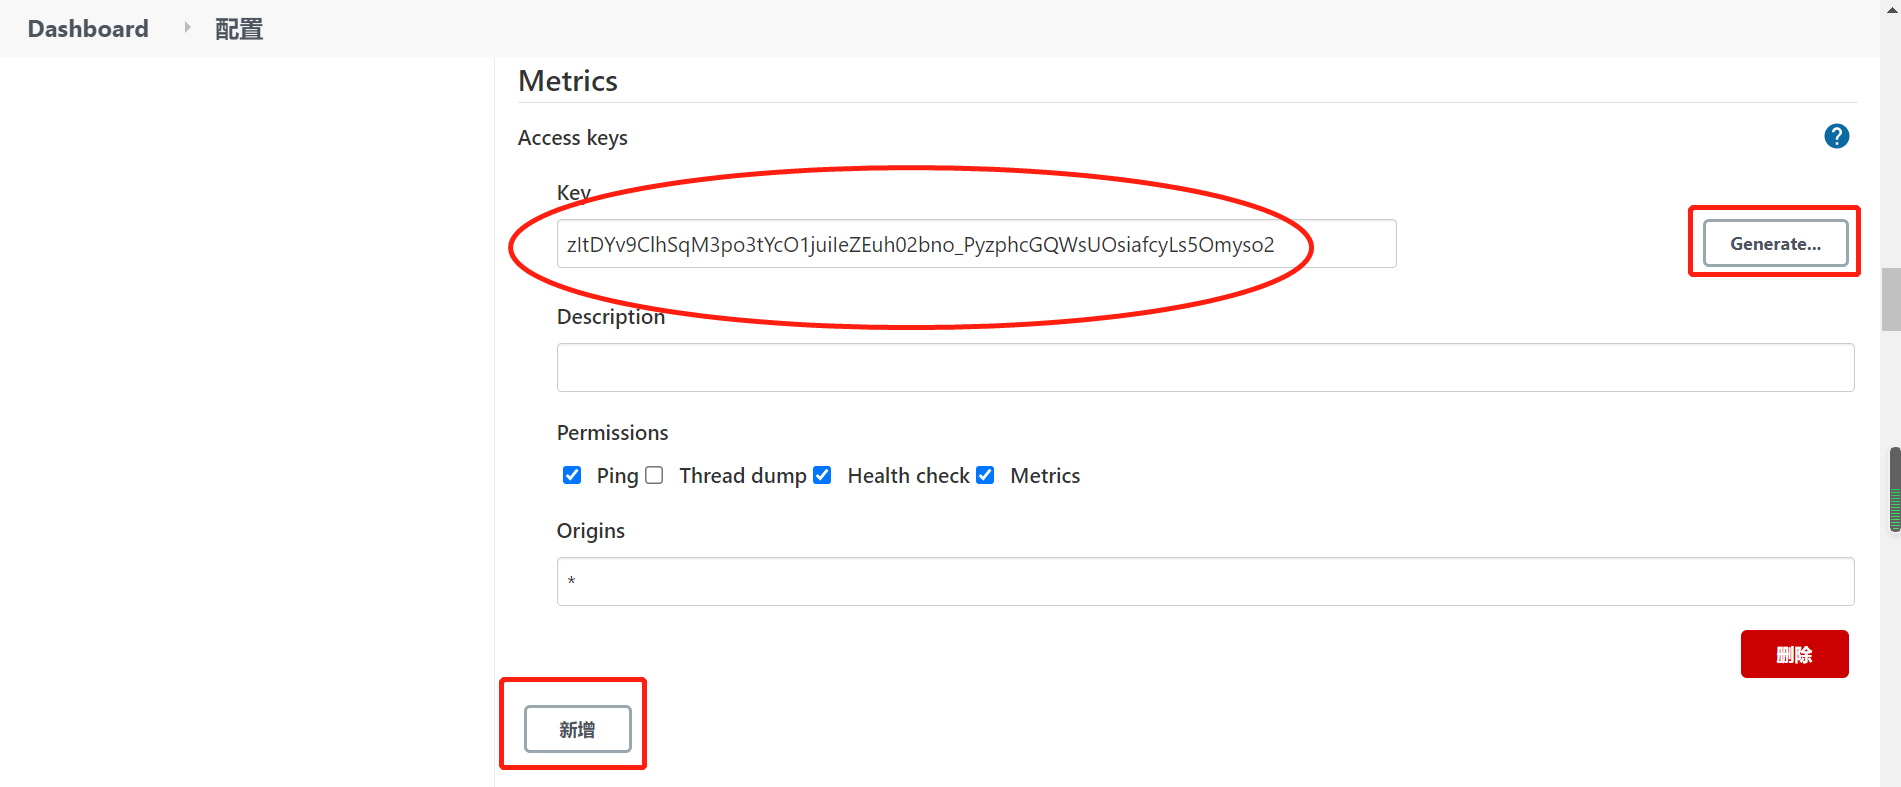 Dashboard 配置
Metrics
Access keys
?
Key
zItDYv9ClhSqM3po3tYcO1juiIeZEuh02bno_PyzphcGQWsUOsiafcyLs5Omyso2
Generate...
Description
Permissions
Ping Thread dump Health check Metrics
Origins
*
删除
新增